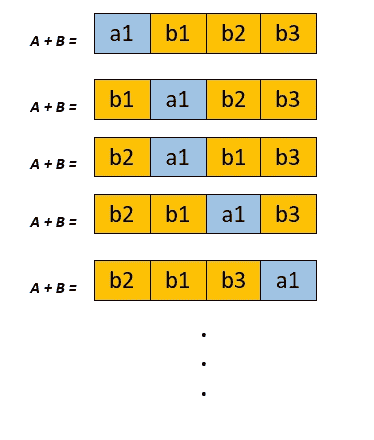 A + B = a1 b1 b2 b3
A + B = b1 a1 b2 b3
A + B = b2 a1 b1 b3
A + B = b2 b1 a1 b3
A + B = b2 b1 b3 a1
.
.
.